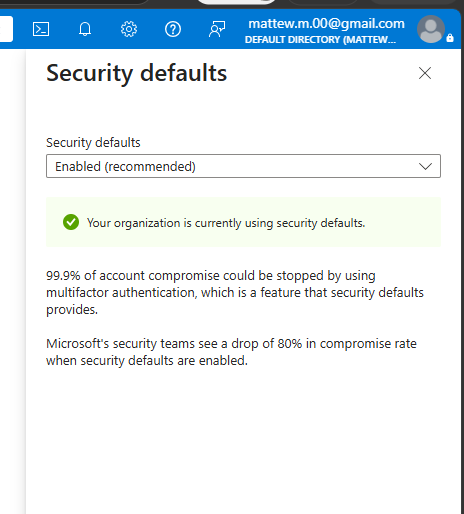 mattew.m.00@gmail.com
DEFAULT DIRECTORY (MATTEW...
Security defaults
Security defaults
Enabled (recommended)
Your organization is currently using security defaults.
99.9% of account compromise could be stopped by using
multifactor authentication, which is a feature that security defaults
provides.
Microsoft's security teams see a drop of 80% in compromise rate
when security defaults are enabled.